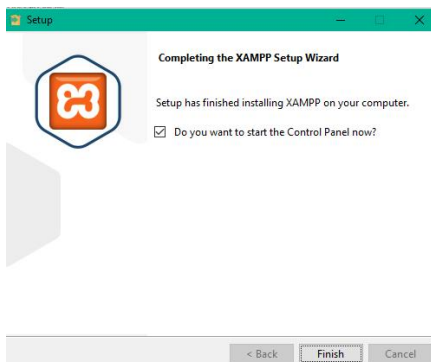 Setup
Completing the XAMPP Setup Wizard
Setup has finished installing XAMPP on your computer.
Do you want to start the Control Panel now?
< Back
Finish
Cancel